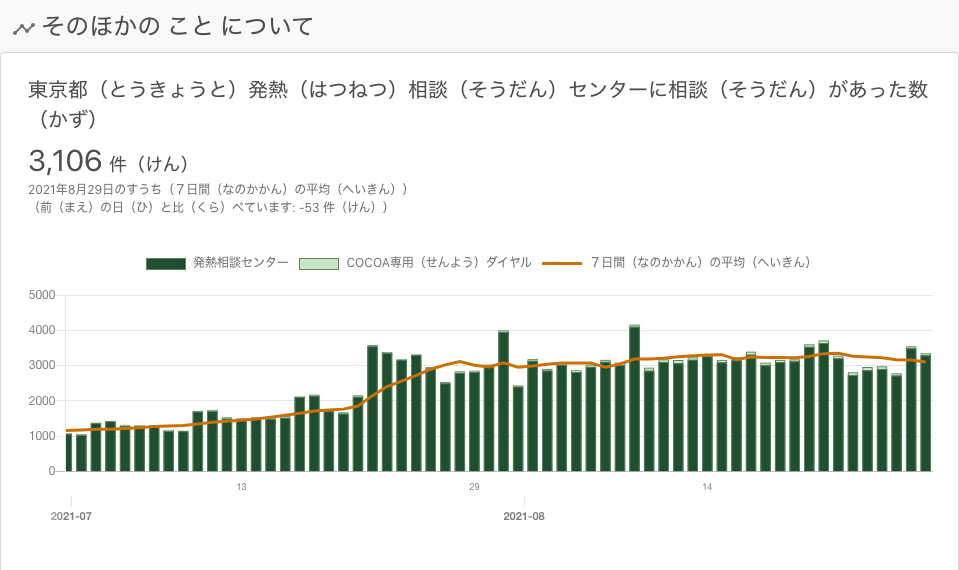 そのほかの こと について
東京都（とうきょうと）発熱（はつねつ）相談（そうだん）センターに相談（そうだん）があった数
（かず）
3,106 件（けん）
2021年8月29日のすうち（７日間（なのかかん）の平均（へいきん））
（前（まえ）の日（ひ）と比（くら）べています: -53 件（けん））
発熱相談センター COCOA専用（せんよう）ダイヤル ７日間（なのかかん）の平均（へいきん）
5000
4000
3000
2000
1000
0
13 29 14
2021-07 2021-08